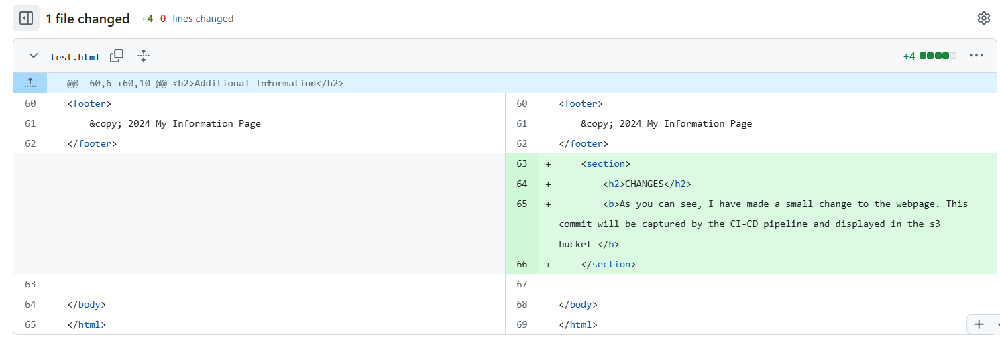 1 file changed +4 -0 lines changed
test.html +4
@@ -60,6 +60,10 @@ <h2>Additional Information</h2>
60 <footer> 60 <footer>
61 &copy; 2024 My Information Page 61 &copy; 2024 My Information Page
62 </footer> 62 </footer>
63 + <section>
64 + <h2>CHANGES</h2>
65 + <b>As you can see, I have made a small change to the webpage. This
commit will be captured by the CI-CD pipeline and displayed in the s3
bucket </b>
66 + </section>
63 67
64 </body> 68 </body>
65 </html> 69 </html>